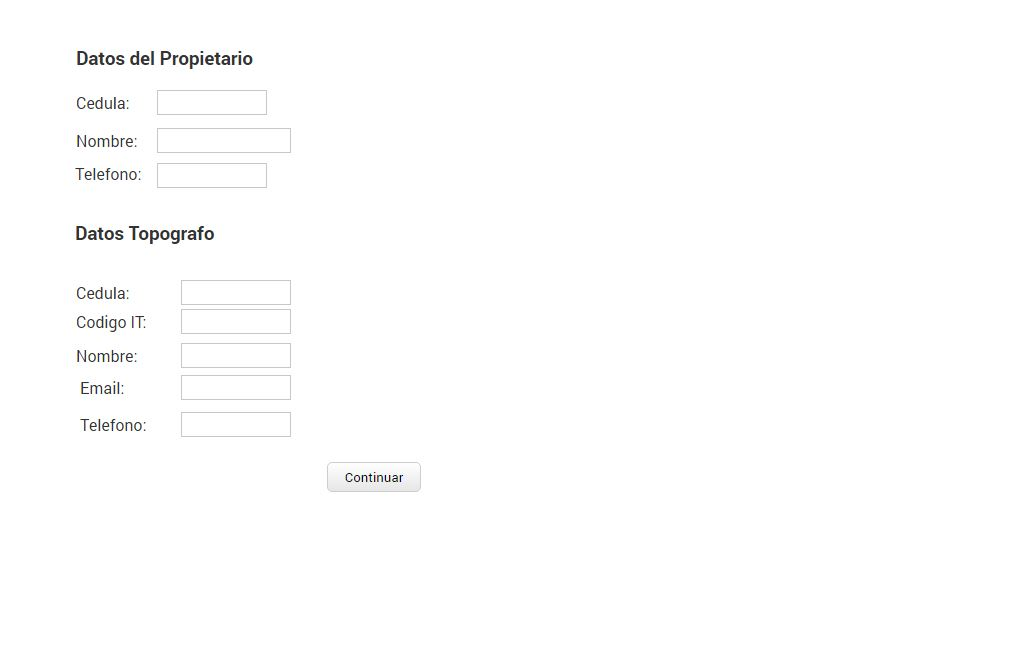 Datos del Propietario
Cedula:
Nombre:
Telefono:
Datos Topografo
Cedula:
Codigo IT:
Nombre:
Email:
Telefono:
Continuar